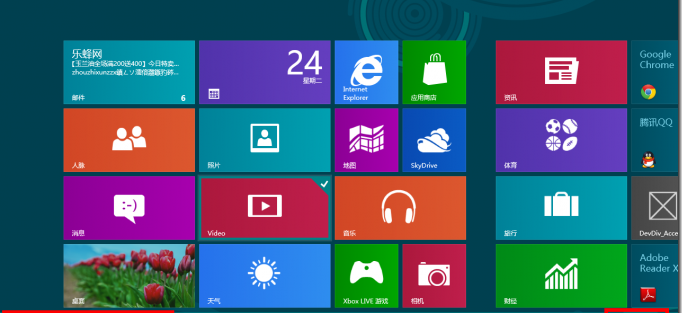 乐蜂网
【玉兰油全场满200送400】今日特卖...
邮件
6
24
星期二
Internet
Explorer
应用商店
资讯
Google
Chrome
人脉
照片
地图
SkyDrive
体育
腾讯QQ
消息
:-)
Video
音乐
旅行
DevDiv_Acce
桌面
天气
Xbox LIVE 游戏
相机
财经
Adobe
Reader X